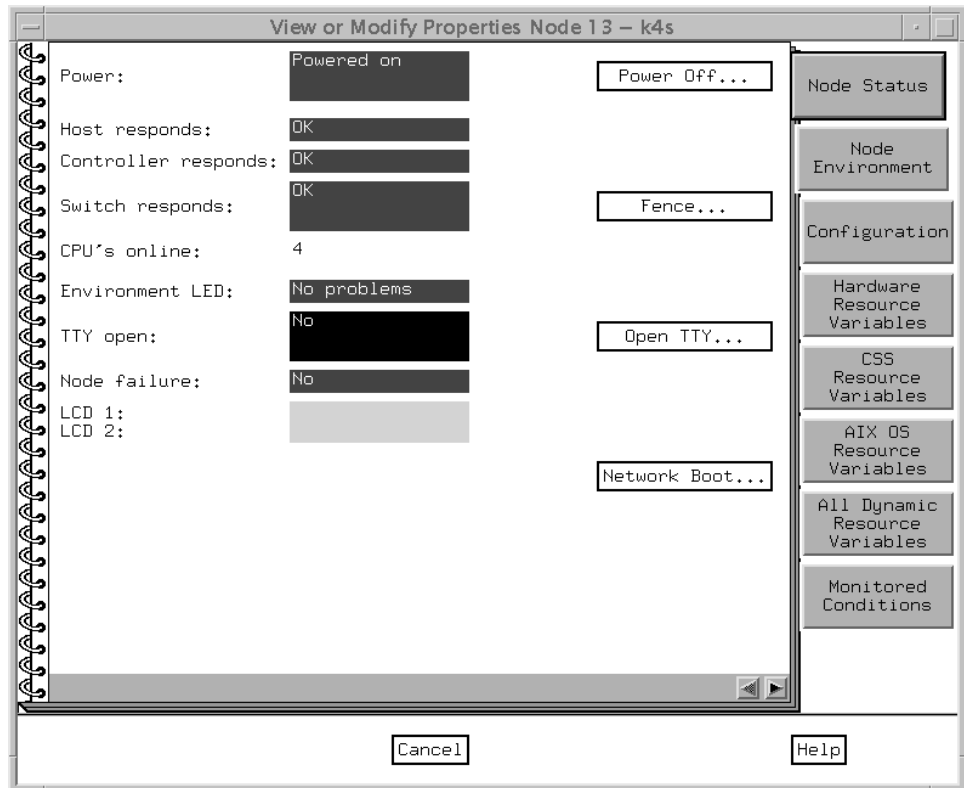 View or Modify Properties Node 13 – k4s
Power: Powered on Power Off...
Host responds: OK
Controller responds: OK
Switch responds: OK Fence...
CPU's online: 4
Environment LED: No problems
TTY open: No Open TTY...
Node failure: No
LCD 1:
LCD 2:
Network Boot...
Node Status
Node
Environment
Configuration
Hardware
Resource
Variables
CSS
Resource
Variables
AIX OS
Resource
Variables
All Dynamic
Resource
Variables
Monitored
Conditions
Cancel Help